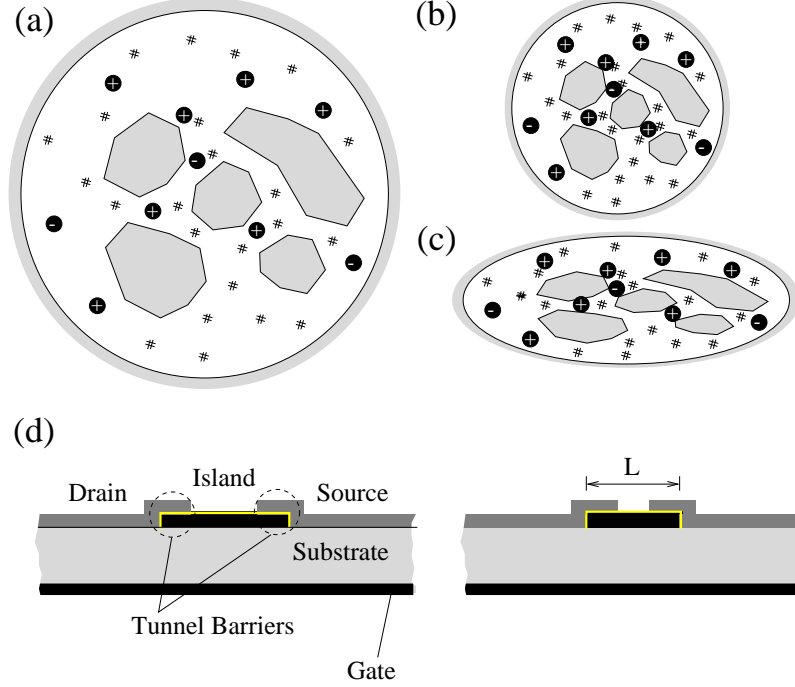 (a)
(b)
(c)
(d)
Drain
Island
Source
L
Substrate
Tunnel Barriers
Gate